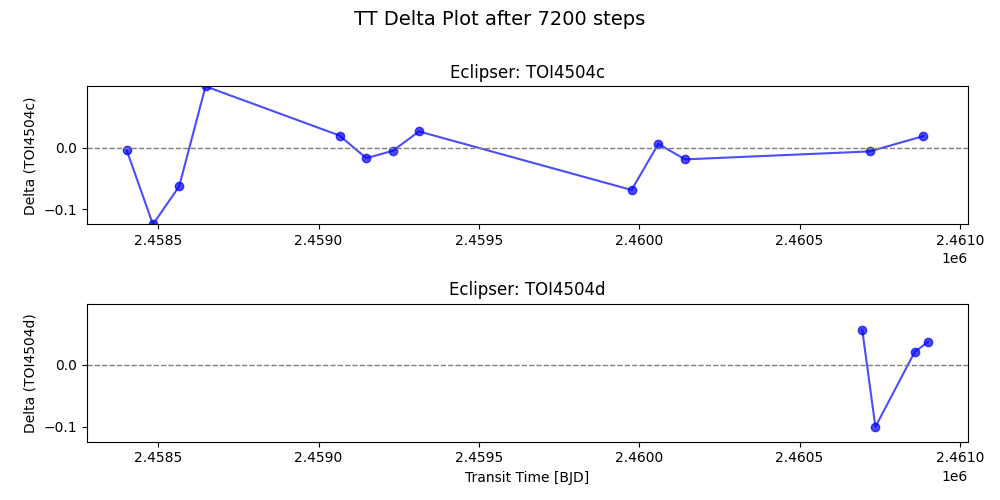 TT Delta Plot after 7200 steps
Eclipser: TOI4504c
Delta (TOI4504c)
0.0
−0.1
2.4585 2.4590 2.4595 2.4600 2.4605 2.4610
1e6
Eclipser: TOI4504d
Delta (TOI4504d)
0.0
−0.1
2.4585 2.4590 2.4595 2.4600 2.4605 2.4610
1e6
Transit Time [BJD]